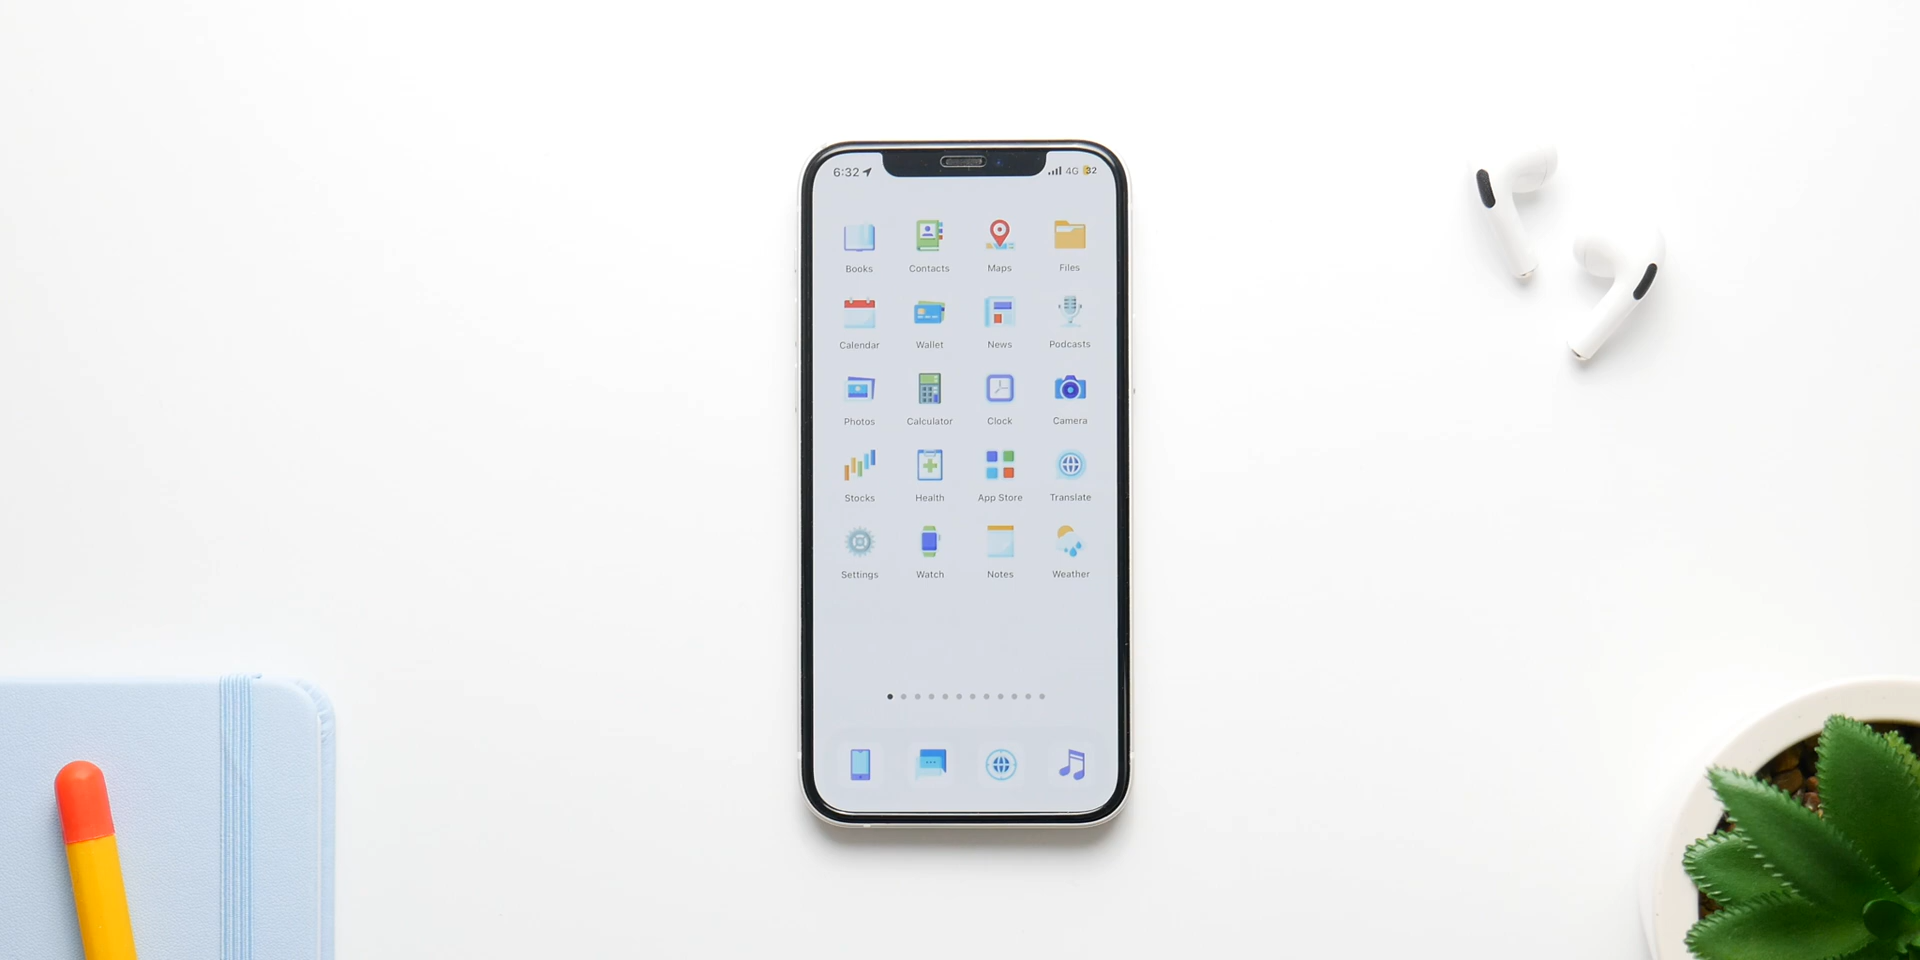 6:32 4G 32
Books Contacts Maps Files
Calendar Wallet News Podcasts
Photos Calculator Clock Camera
Stocks Health App Store Translate
Settings Watch Notes Weather